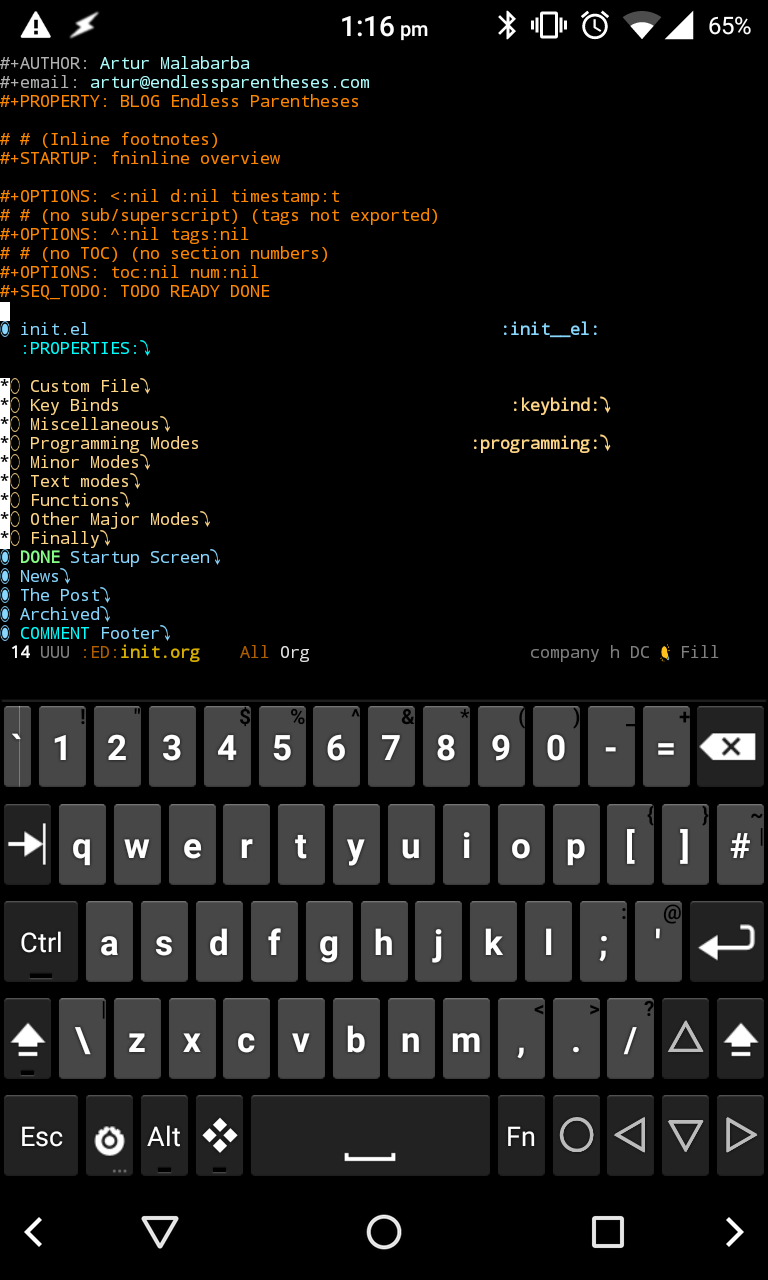 1:16 pm 65%
#+AUTHOR: Artur Malabarba
#+email: artur@endlessparentheses.com
#+PROPERTY: BLOG Endless Parentheses
# # (Inline footnotes)
#+STARTUP: fninline overview
#+OPTIONS: <:nil d:nil timestamp:t
# # (no sub/superscript) (tags not exported)
#+OPTIONS: ^:nil tags:nil
# # (no TOC) (no section numbers)
#+OPTIONS: toc:nil num:nil
#+SEQ_TODO: TODO READY DONE
init.el :init__el:
:PROPERTIES:⤵
* Custom File⤵
* Key Binds :keybind:⤵
* Miscellaneous⤵
* Programming Modes :programming:⤵
* Minor Modes⤵
* Text modes⤵
* Functions⤵
* Other Major Modes⤵
* Finally⤵
DONE Startup Screen⤵
News⤵
The Post⤵
Archived⤵
COMMENT Footer⤵
14 UUU :ED:init.org All Org company h DC Fill
! " $ % ^ & * ( ) _ +
` 1 2 3 4 5 6 7 8 9 0 - =
{ } ~ |
q w e r t y u i o p [ ] #
: @
Ctrl a s d f g h j k l ; '
| < > ?
\ z x c v b n m , . /
Esc Alt Fn